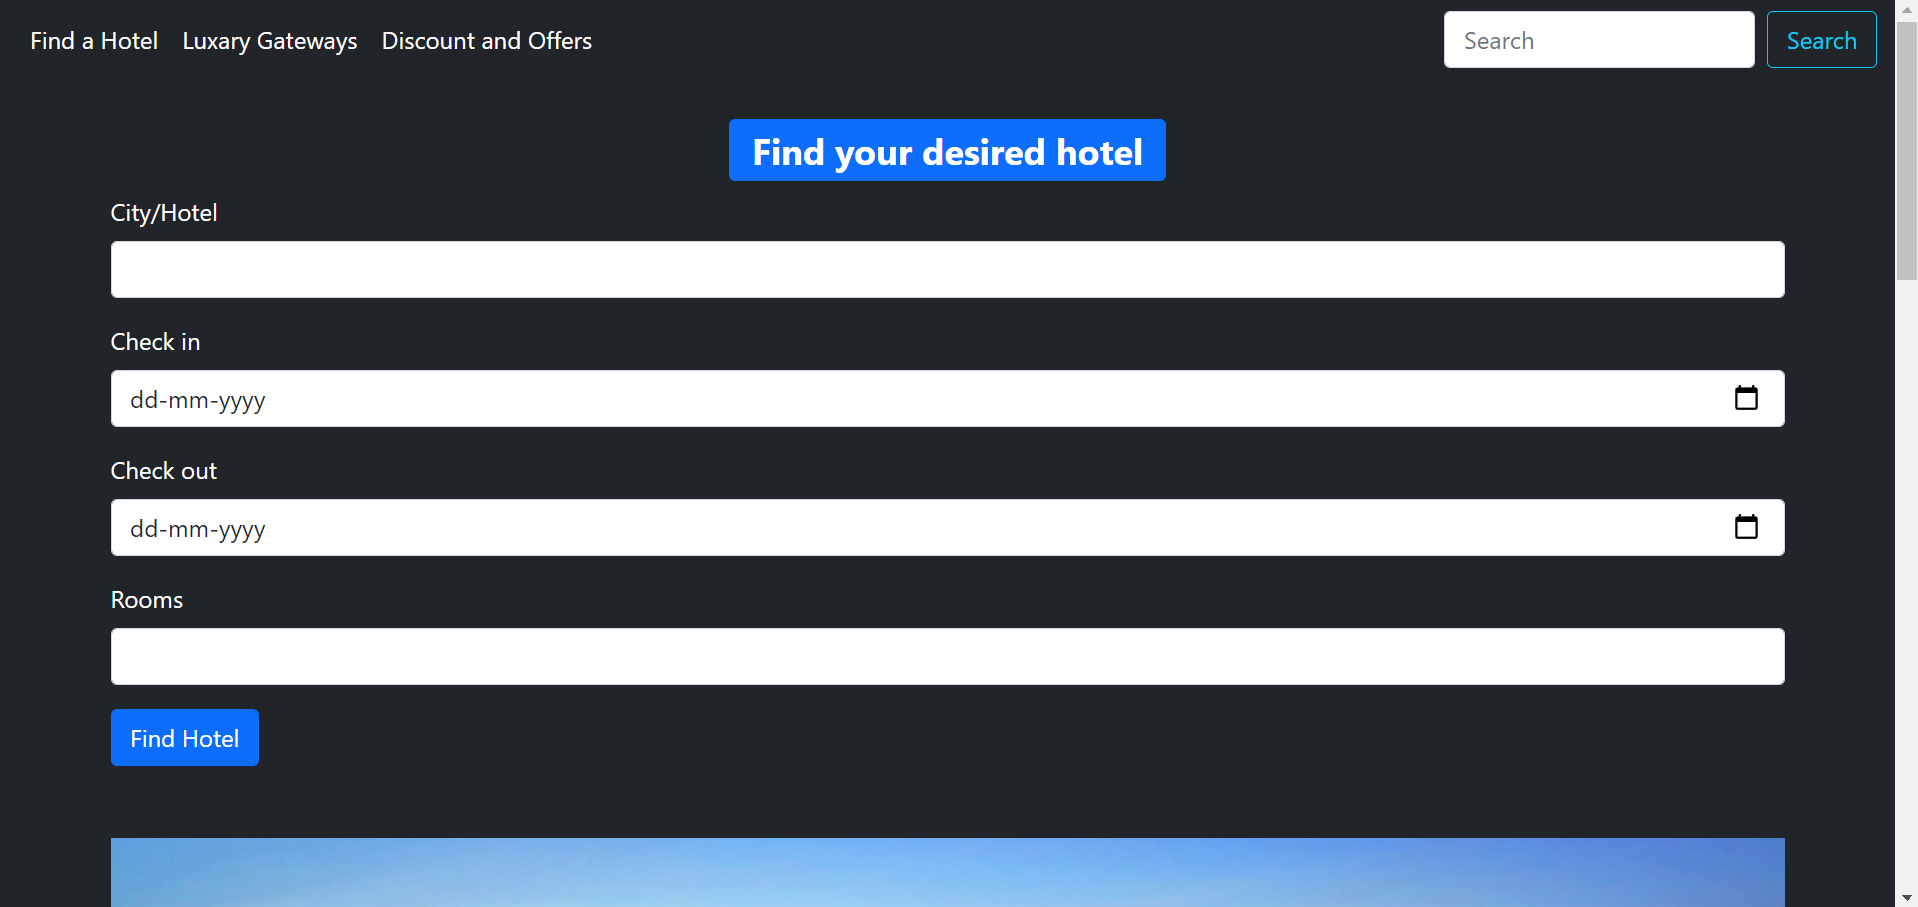 Find a Hotel Luxary Gateways Discount and Offers Search Search
Find your desired hotel
City/Hotel
Check in
dd-mm-yyyy
Check out
dd-mm-yyyy
Rooms
Find Hotel